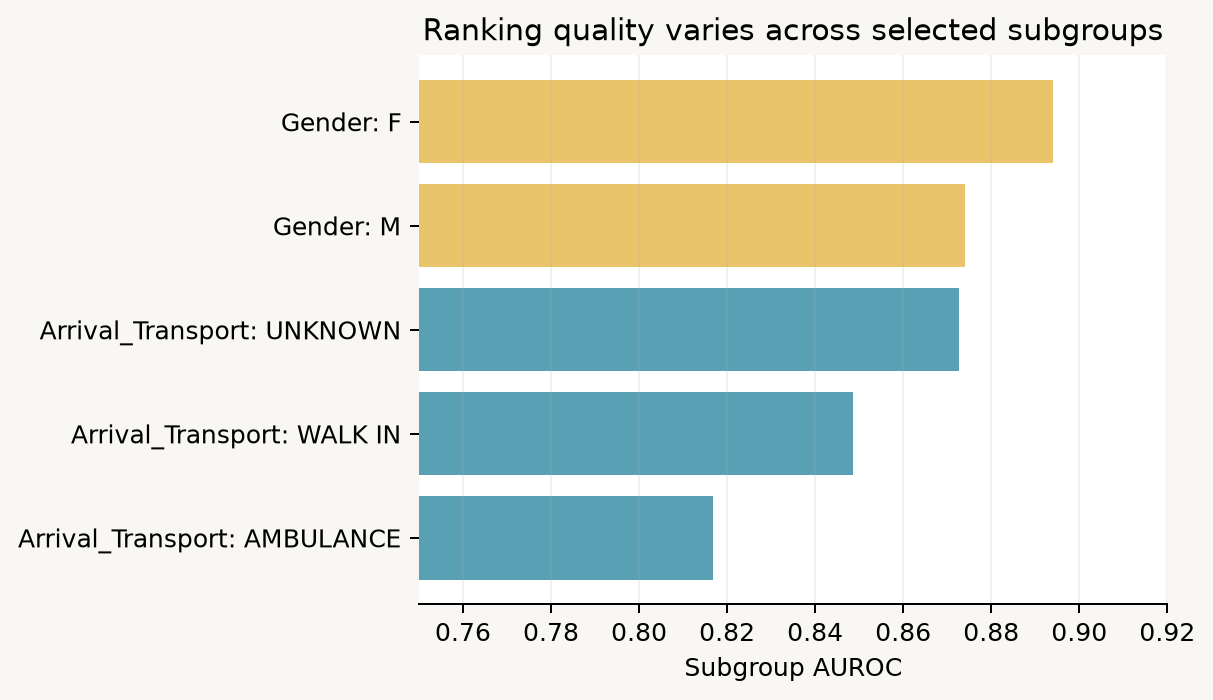 Ranking quality varies across selected subgroups
Gender: F
Gender: M
Arrival_Transport: UNKNOWN
Arrival_Transport: WALK IN
Arrival_Transport: AMBULANCE
0.76 0.78 0.80 0.82 0.84 0.86 0.88 0.90 0.92
Subgroup AUROC